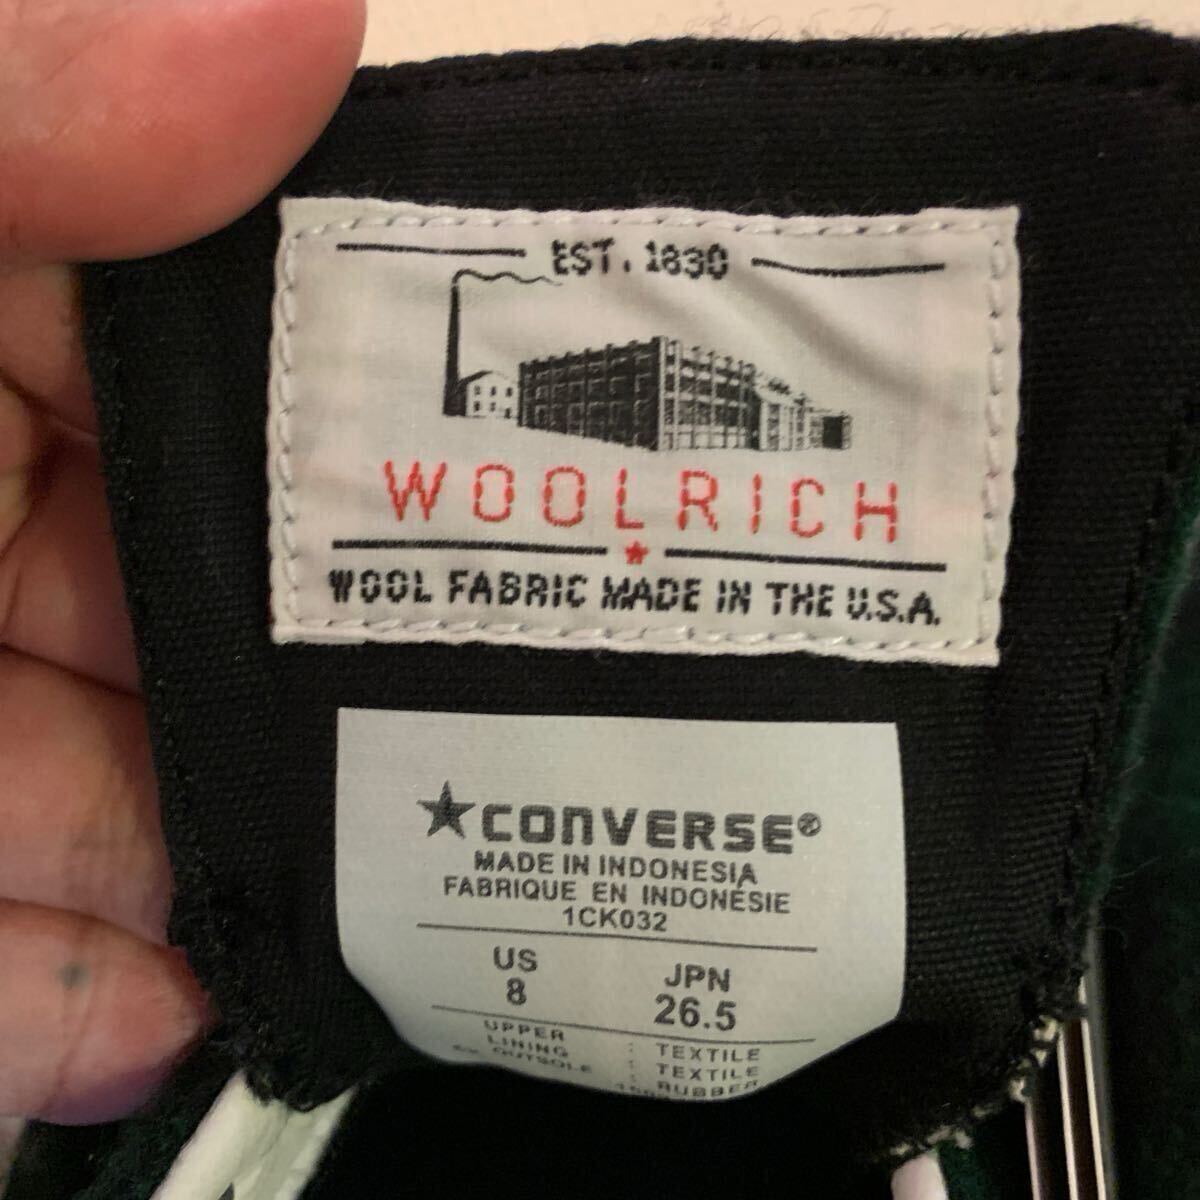 EST. 1830
WOOLRICH
WOOL FABRIC MADE IN THE U.S.A.
CONVERSE®
MADE IN INDONESIA
FABRIQUE EN INDONÉSIE
1CK032
US JPN
8 26.5
UPPER : TEXTILE
LINING : TEXTILE
OUTSOLE : RUBBER